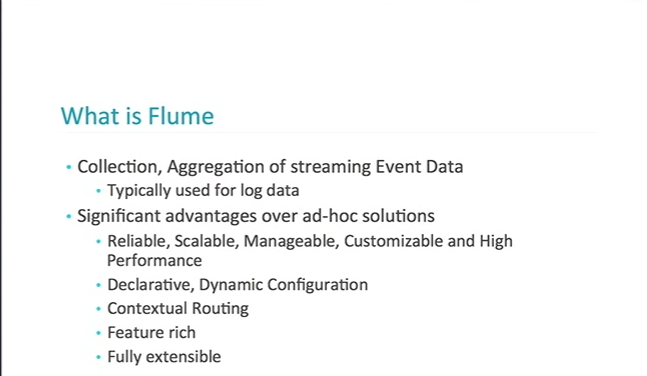 What is Flume
Collection, Aggregation of streaming Event Data
Typically used for log data
Significant advantages over ad-hoc solutions
Reliable, Scalable, Manageable, Customizable and High
Performance
Declarative, Dynamic Configuration
Contextual Routing
Feature rich
Fully extensible